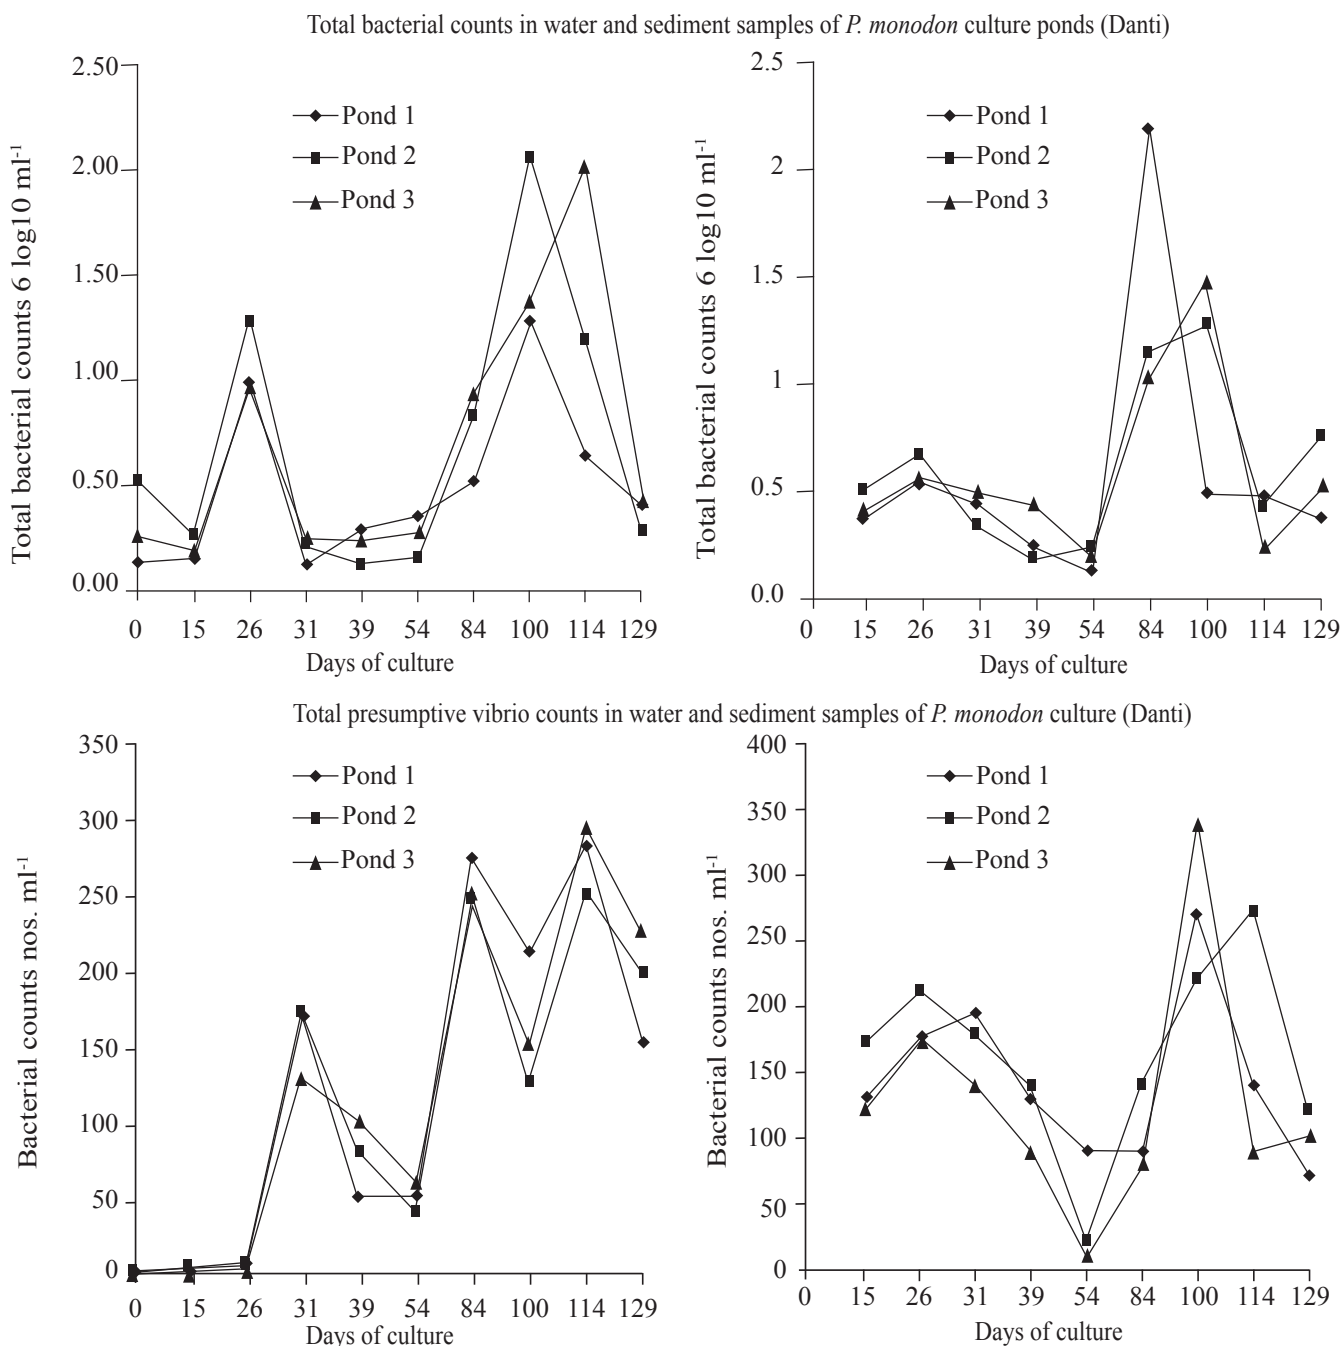 Total bacterial counts in water and sediment samples of P. monodon culture ponds (Danti)
Total bacterial counts 6 log10 ml-1
2.50
2.00
1.50
1.00
0.50
0.00
Pond 1
Pond 2
Pond 3
0 15 26 31 39 54 84 100 114 129
Days of culture
Total bacterial counts 6 log10 ml-1
2.5
2
1.5
1
0.5
0.0
Pond 1
Pond 2
Pond 3
0 15 26 31 39 54 84 100 114 129
Days of culture
Total presumptive vibrio counts in water and sediment samples of P. monodon culture (Danti)
Bacterial counts nos. ml-1
350
300
250
200
150
100
50
0
Pond 1
Pond 2
Pond 3
0 15 26 31 39 54 84 100 114 129
Days of culture
Bacterial counts nos. ml-1
400
350
300
250
200
150
100
50
0
Pond 1
Pond 2
Pond 3
0 15 26 31 39 54 84 100 114 129
Days of culture